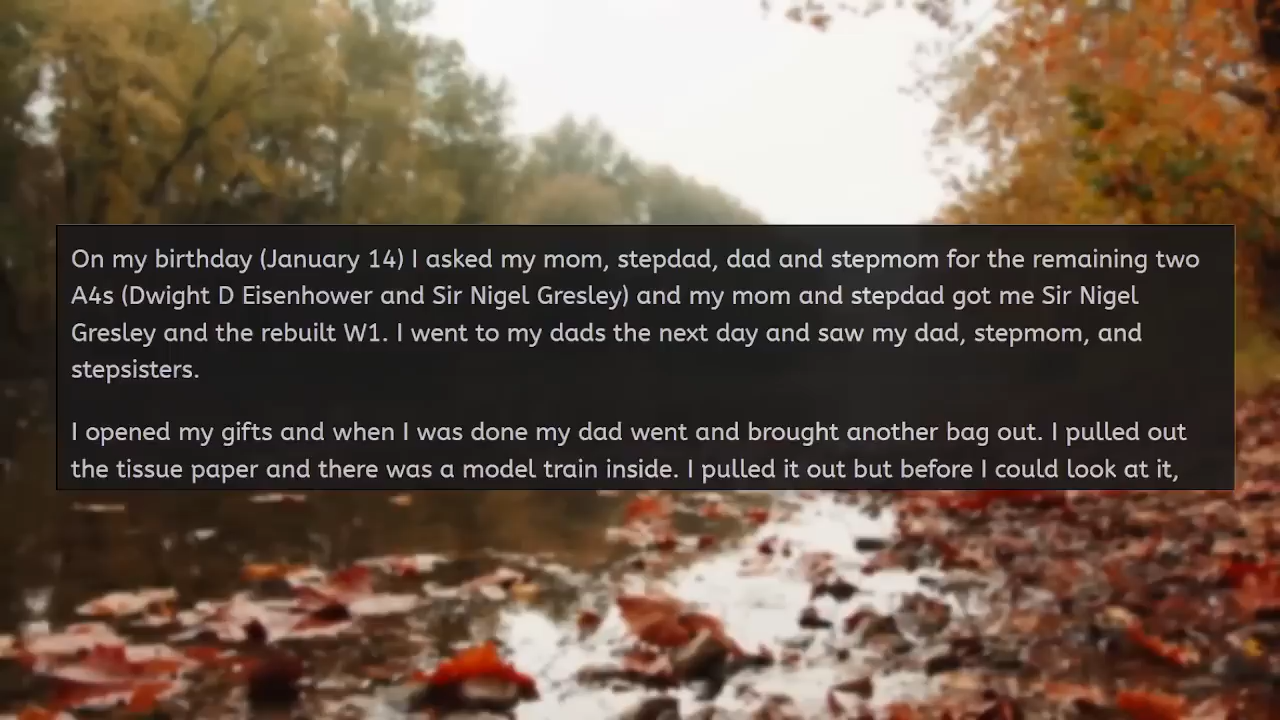 On my birthday (January 14) I asked my mom, stepdad, dad and stepmom for the remaining two
A4s (Dwight D Eisenhower and Sir Nigel Gresley) and my mom and stepdad got me Sir Nigel
Gresley and the rebuilt W1. I went to my dads the next day and saw my dad, stepmom, and
stepsisters.
I opened my gifts and when I was done my dad went and brought another bag out. I pulled out
the tissue paper and there was a model train inside. I pulled it out but before I could look at it,